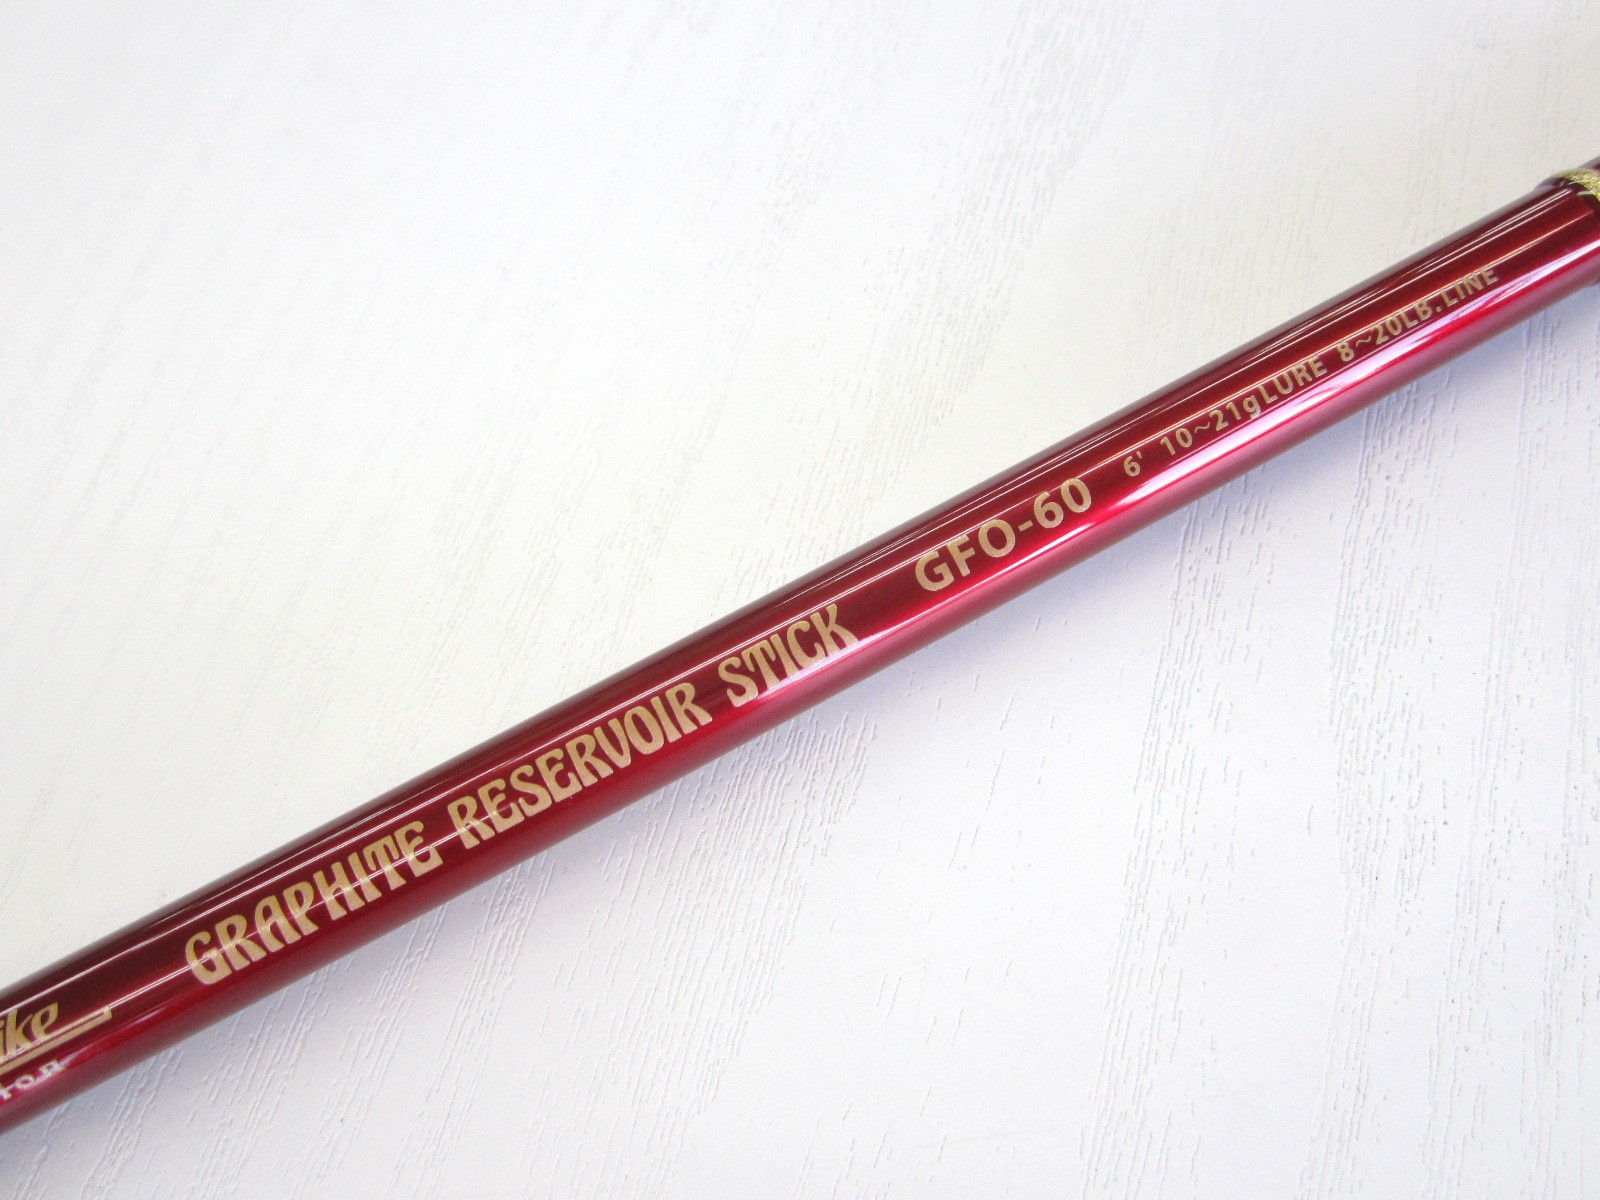 GRAPHITE RESERVOIR STICK GFO-60 6' 10~21gLURE 8~20LB.LINE